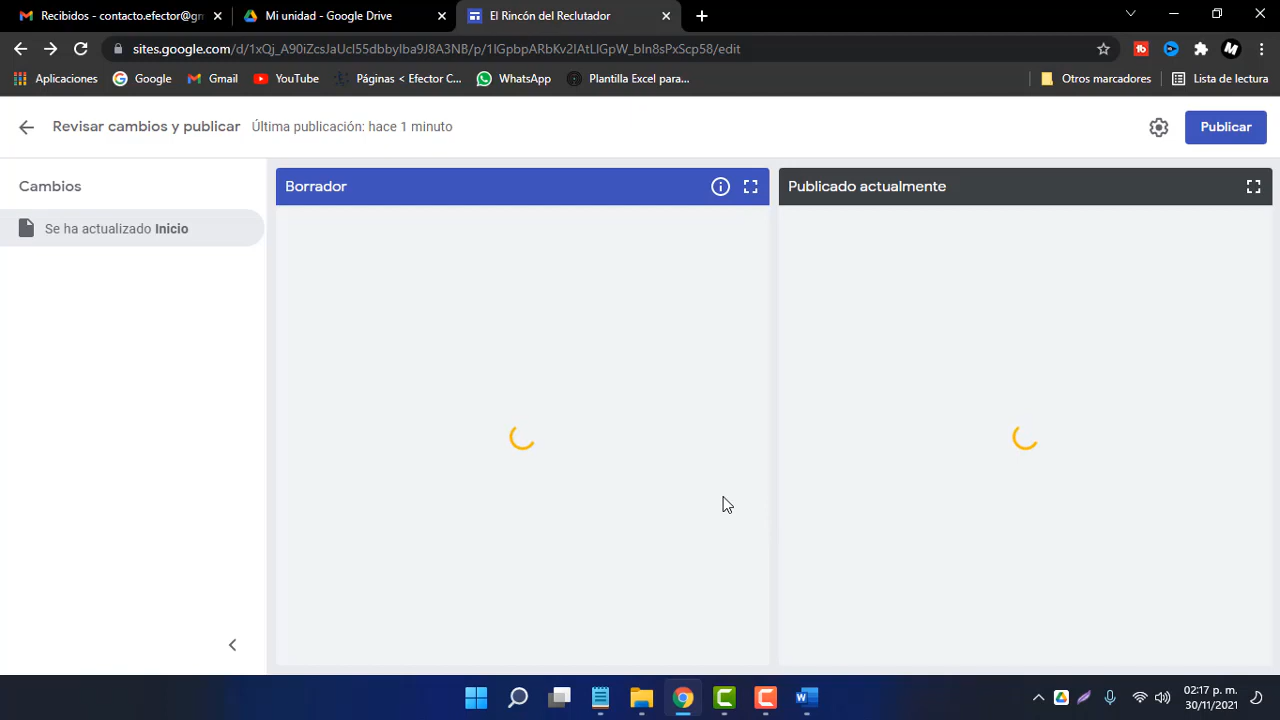 Recibidos - contacto.efector@gm
Mi unidad - Google Drive
El Rincón del Reclutador
sites.google.com/d/1xQj_A90iZcsJaUcI55dbbyIba9J8A3NB/p/1IGpbpARbKv2IAtLIGpW_bIn8sPxScp58/edit
Aplicaciones
Google
Gmail
YouTube
Páginas < Efector C...
WhatsApp
Plantilla Excel para...
Otros marcadores
Lista de lectura
Revisar cambios y publicar
Última publicación: hace 1 minuto
Publicar
Cambios
Borrador
Publicado actualmente
Se ha actualizado Inicio
02:17 p. m.
30/11/2021